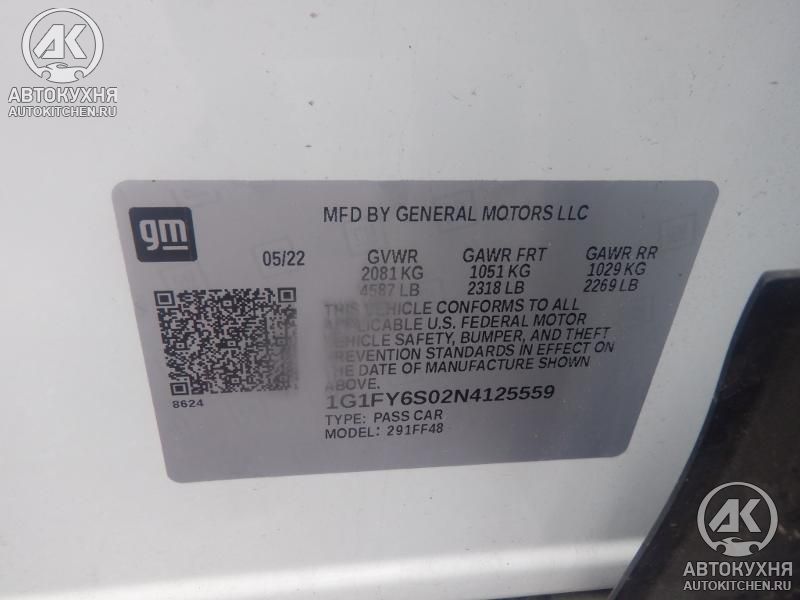 AK
АВТОКУХНЯ
AUTOKITCHEN.RU
gm
MFD BY GENERAL MOTORS LLC
05/22 GVWR GAWR FRT GAWR RR
2081 KG 1051 KG 1029 KG
4587 LB 2318 LB 2269 LB
THIS VEHICLE CONFORMS TO ALL
APPLICABLE U.S. FEDERAL MOTOR
VEHICLE SAFETY, BUMPER, AND THEFT
PREVENTION STANDARDS IN EFFECT ON
THE DATE OF MANUFACTURE SHOWN
ABOVE.
8624
1G1FY6S02N4125559
TYPE: PASS CAR
MODEL: 291FF48
AK
АВТОКУХНЯ
AUTOKITCHEN.RU